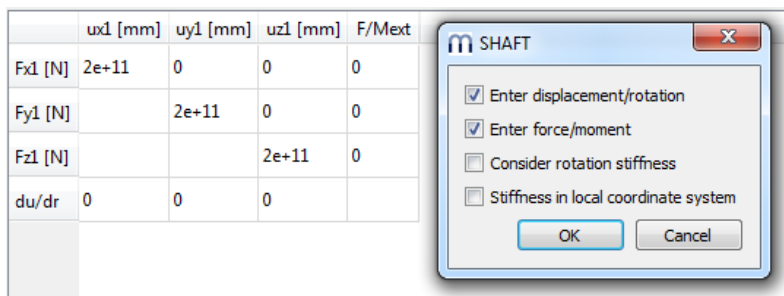 ux1 [mm] uy1 [mm] uz1 [mm] F/Mext
Fx1 [N] 2e+11 0 0 0
Fy1 [N] 2e+11 0 0
Fz1 [N] 2e+11 0
du/dr 0 0 0
SHAFT
Enter displacement/rotation
Enter force/moment
Consider rotation stiffness
Stiffness in local coordinate system
OK Cancel